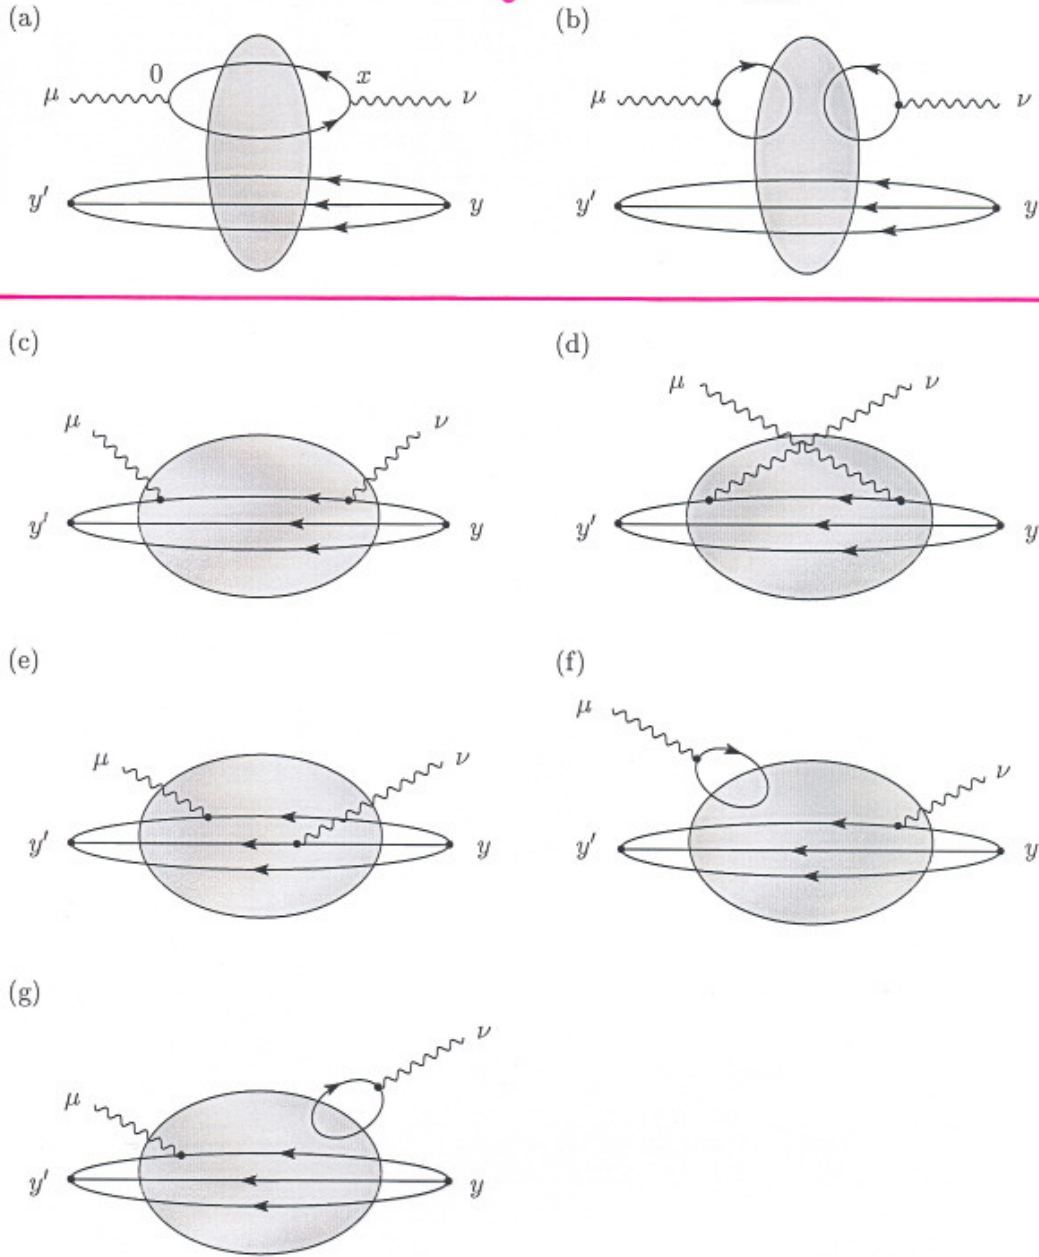 (a) (b)
0 x
μ ν μ ν
y′ y y′ y
(c) (d)
μ ν μ ν
y′ y y′ y
(e) (f)
μ ν μ ν
y′ y y′ y
(g)
μ ν
y′ y